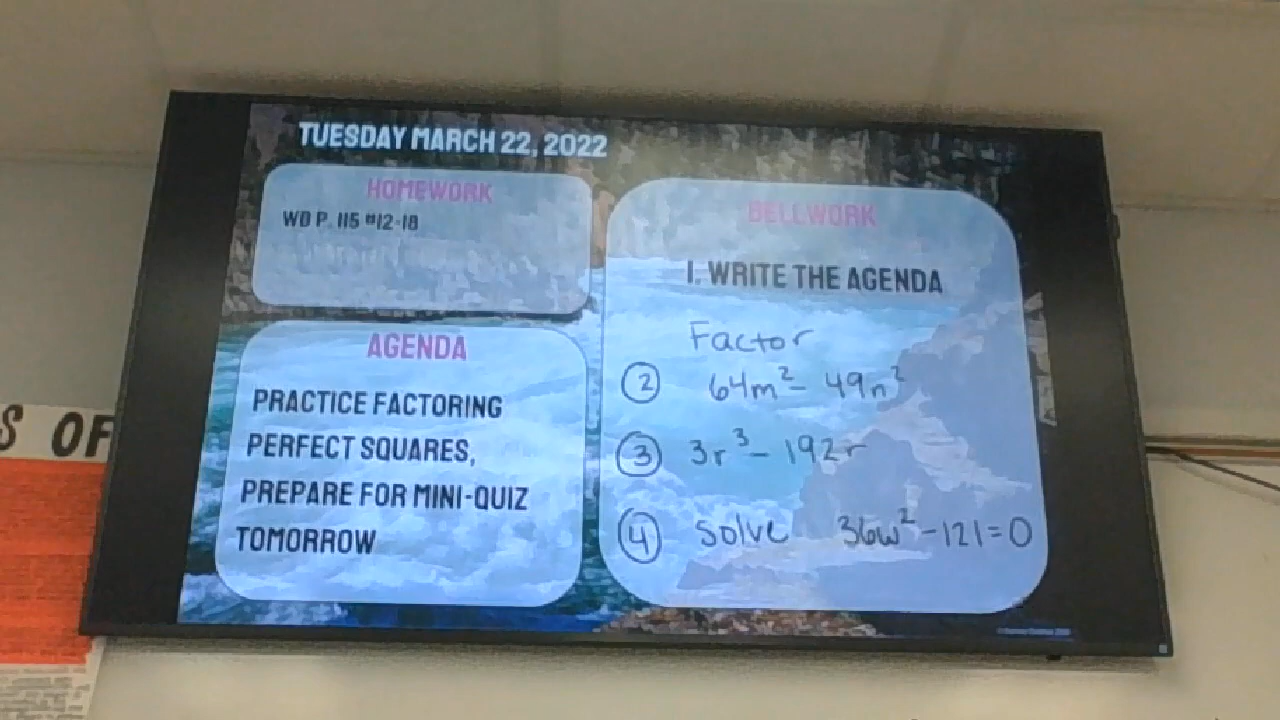 TUESDAY MARCH 22, 2022
HOMEWORK
WB P. 115 #12-18
AGENDA
PRACTICE FACTORING
PERFECT SQUARES,
PREPARE FOR MINI-QUIZ
TOMORROW
BELLWORK
1. WRITE THE AGENDA
Factor
② 64m² - 49n²
③ 3r³ - 192r
④ Solve 36w² - 121 = 0
S OF